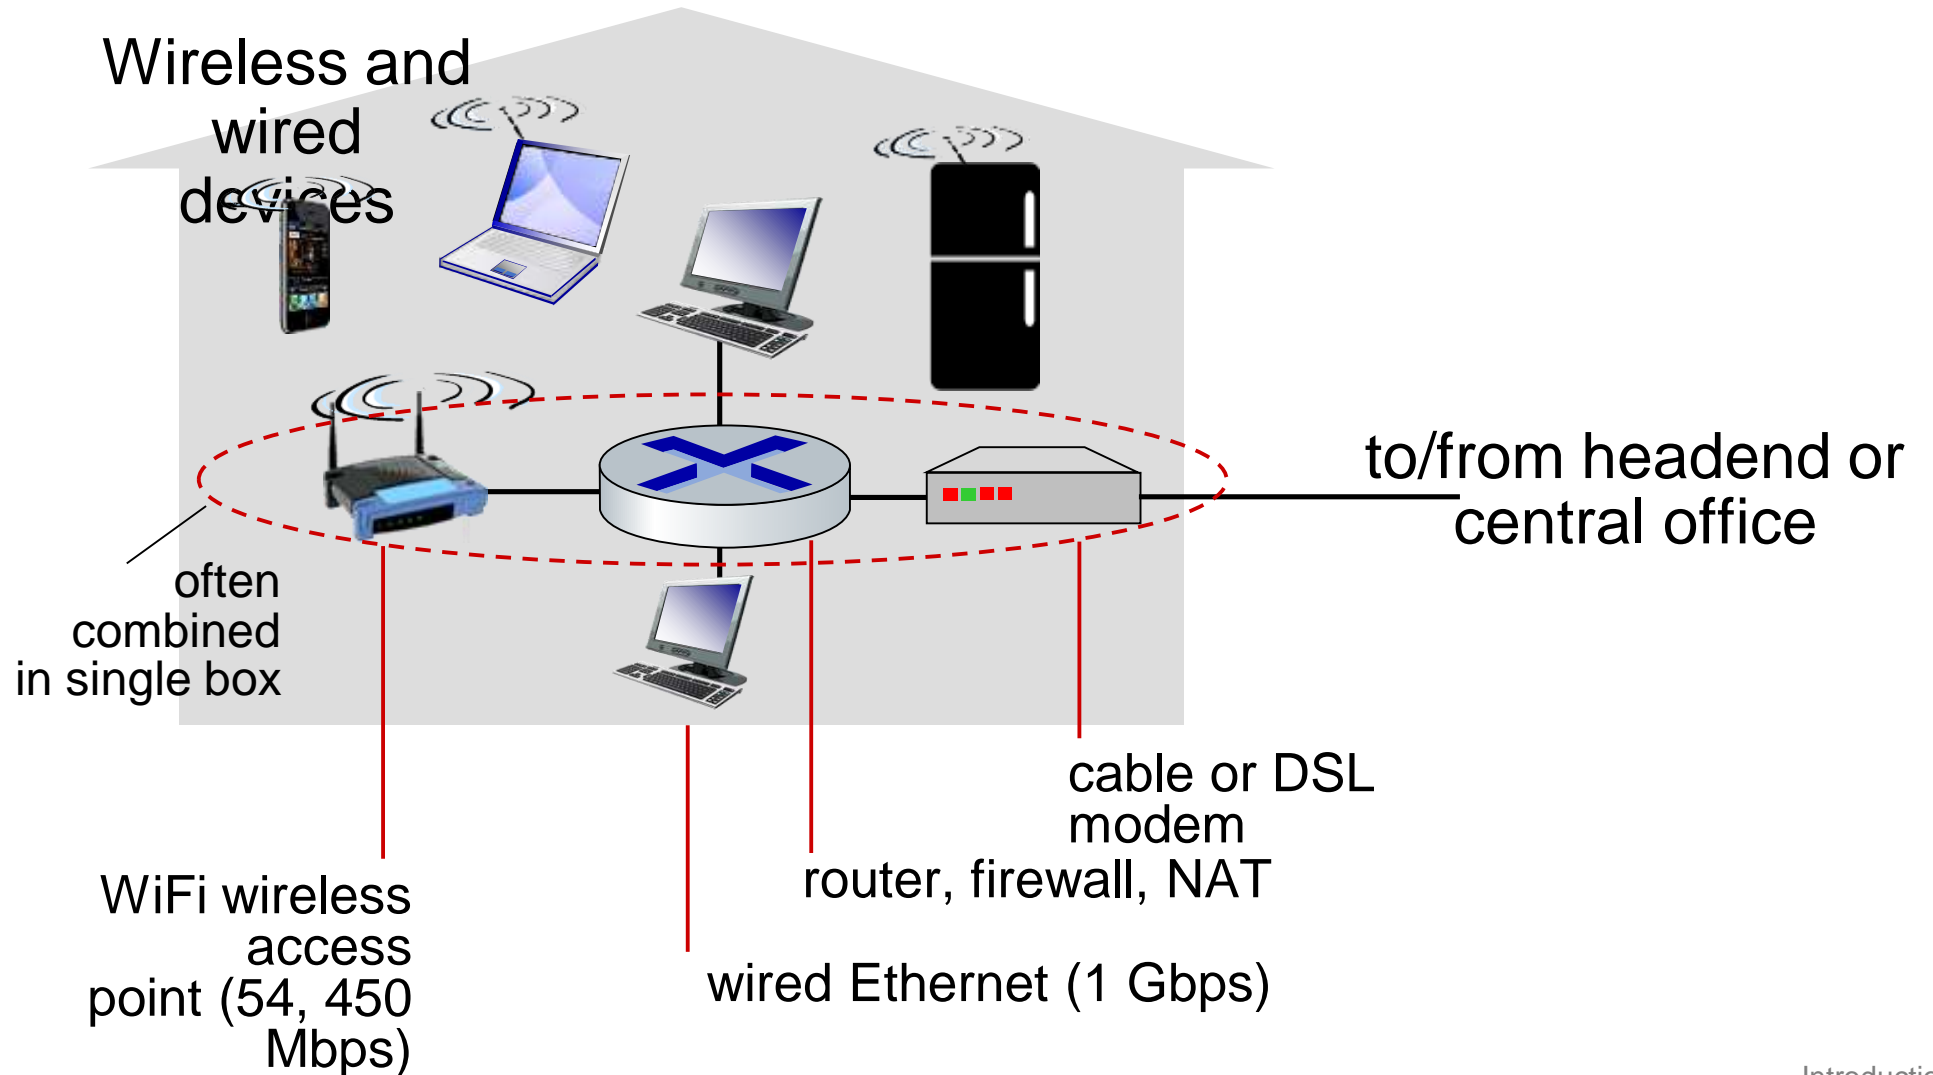 Wireless and
wired
devices
to/from headend or
central office
often
combined
in single box
cable or DSL
modem
router, firewall, NAT
WiFi wireless
access
point (54, 450
Mbps)
wired Ethernet (1 Gbps)